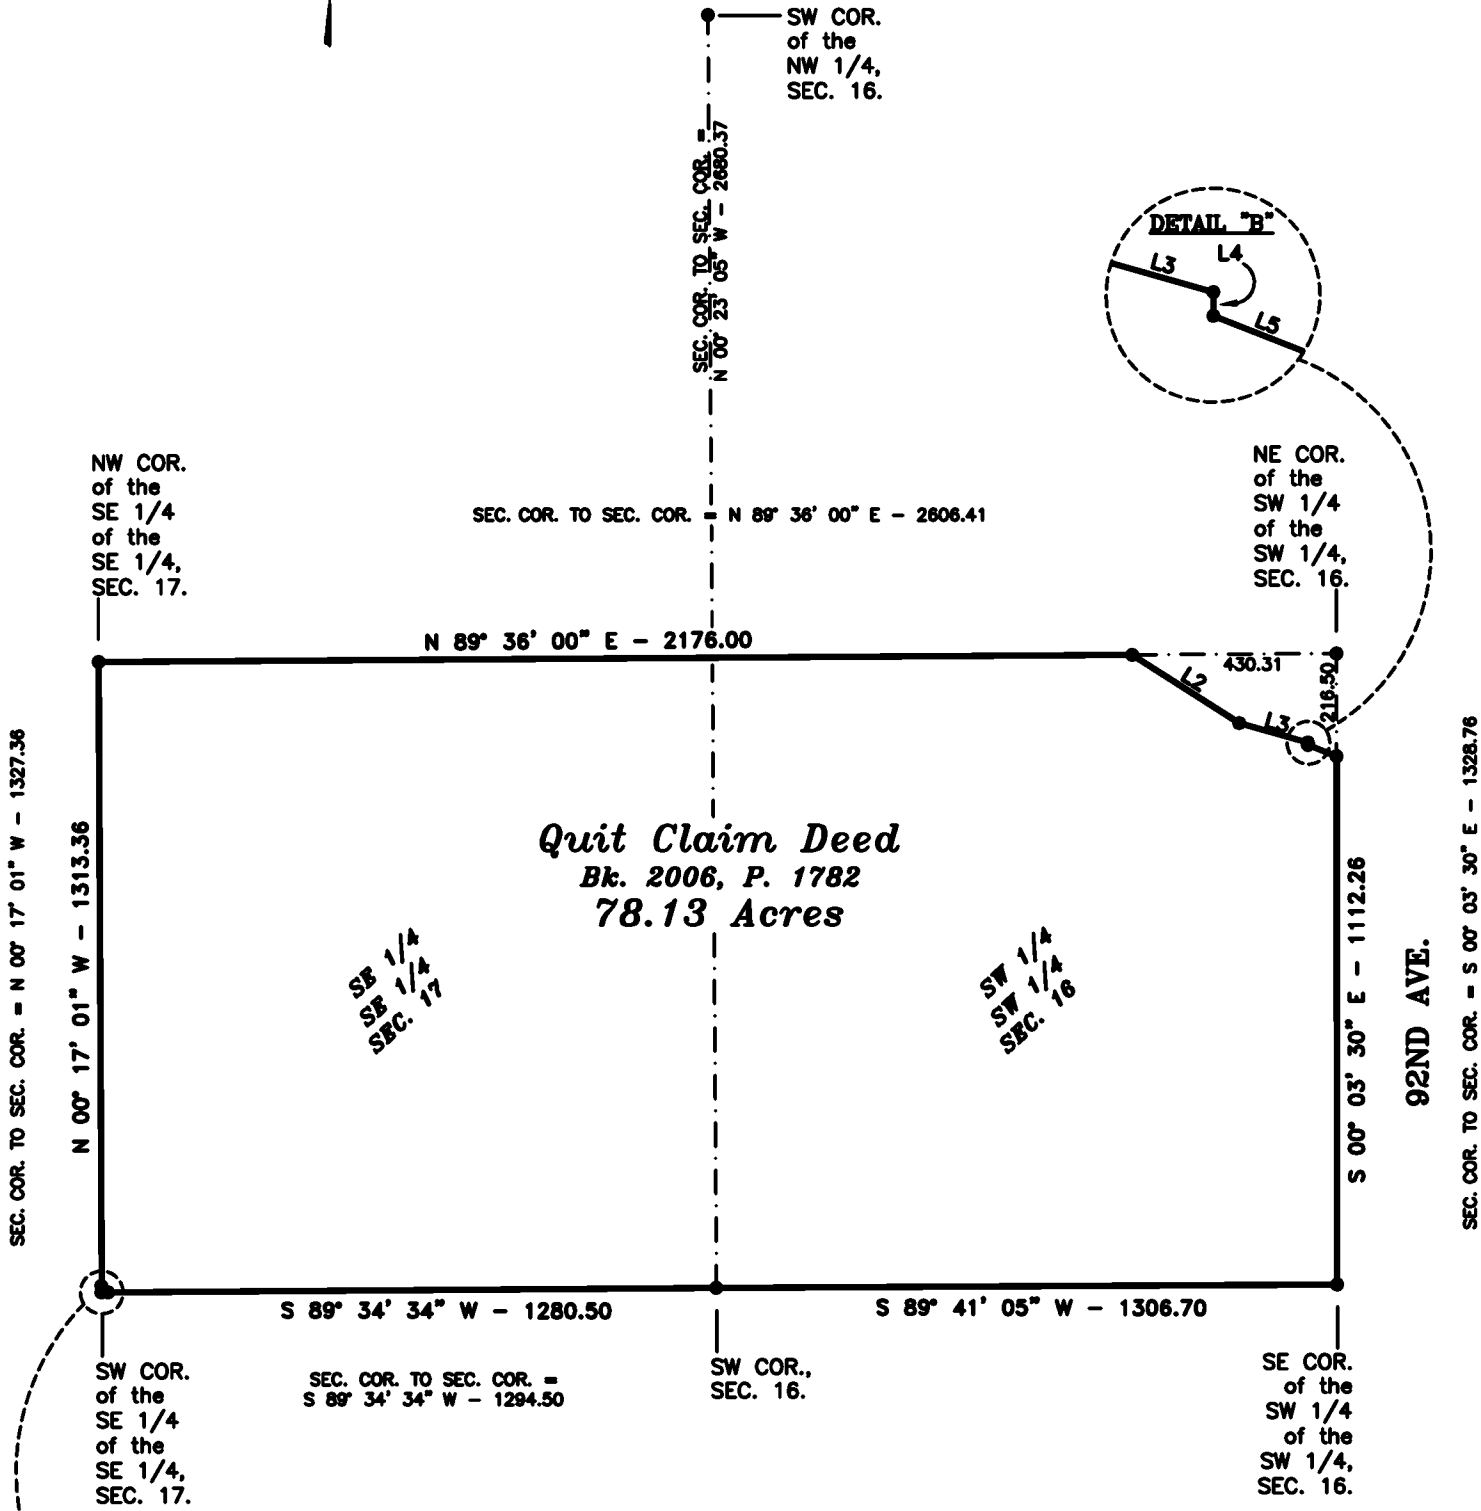 SW COR.
of the
NW 1/4,
SEC. 16.
SEC. COR. TO SEC. COR. =
N 00° 23' 05" W - 2680.37
DETAIL "B"
L3
L4
L5
NW COR.
of the
SE 1/4
of the
SE 1/4,
SEC. 17.
SEC. COR. TO SEC. COR. = N 89° 36' 00" E - 2606.41
NE COR.
of the
SW 1/4
of the
SW 1/4,
SEC. 16.
N 89° 36' 00" E - 2176.00
430.31
216.50
L2
L3
SEC. COR. TO SEC. COR. = N 00° 17' 01" W - 1327.36
N 00° 17' 01" W - 1313.36
Quit Claim Deed
Bk. 2006, P. 1782
78.13 Acres
SE 1/4
SE 1/4
SEC. 17
SW 1/4
SW 1/4
SEC. 16
S 00° 03' 30" E - 1112.26
92ND AVE.
SEC. COR. TO SEC. COR. = S 00° 03' 30" E - 1328.76
S 89° 34' 34" W - 1280.50
S 89° 41' 05" W - 1306.70
SW COR.
of the
SE 1/4
of the
SE 1/4,
SEC. 17.
SEC. COR. TO SEC. COR. =
S 89° 34' 34" W - 1294.50
SW COR.,
SEC. 16.
SE COR.
of the
SW 1/4
of the
SW 1/4,
SEC. 16.